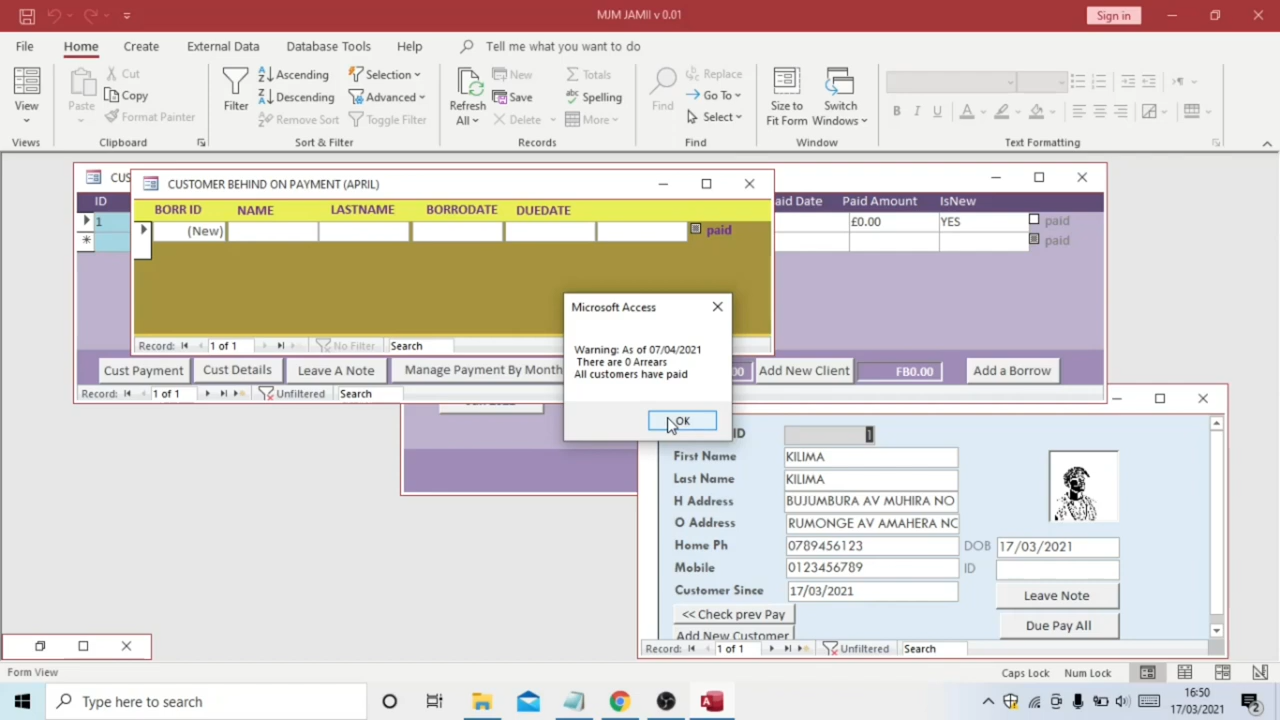 MJM JAMII v 0.01
Sign in
File Home Create External Data Database Tools Help Tell me what you want to do
View
Views
Paste
Cut
Copy
Format Painter
Clipboard
Filter
Ascending
Descending
Remove Sort
Selection
Advanced
Toggle Filter
Sort & Filter
Refresh All
New
Save
Delete
Totals
Spelling
More
Records
Find
Replace
Go To
Select
Find
Size to Fit Form
Switch Windows
Window
B I U A
Text Formatting
CUS
CUSTOMER BEHIND ON PAYMENT (APRIL)
ID
aid Date Paid Amount IsNew
1
£0.00 YES paid
paid
BORR ID NAME LASTNAME BORRODATE DUEDATE
(New) paid
Record: 1 of 1 No Filter Search
Microsoft Access
Warning: As of 07/04/2021
There are 0 Arrears
All customers have paid
OK
Cust Payment Cust Details Leave A Note Manage Payment By Month 00 Add New Client FB0.00 Add a Borrow
Record: 1 of 1 Unfiltered Search
ID 1
First Name KILIMA
Last Name KILIMA
H Address BUJUMBURA AV MUHIRA NO
O Address RUMONGE AV AMAHERA NO
Home Ph 0789456123 DOB 17/03/2021
Mobile 0123456789 ID
Customer Since 17/03/2021 Leave Note
<< Check prev Pay Due Pay All
Add New Customer
Record: 1 of 1 Unfiltered Search
Form View
Caps Lock Num Lock
Type here to search
16:50
17/03/2021
2